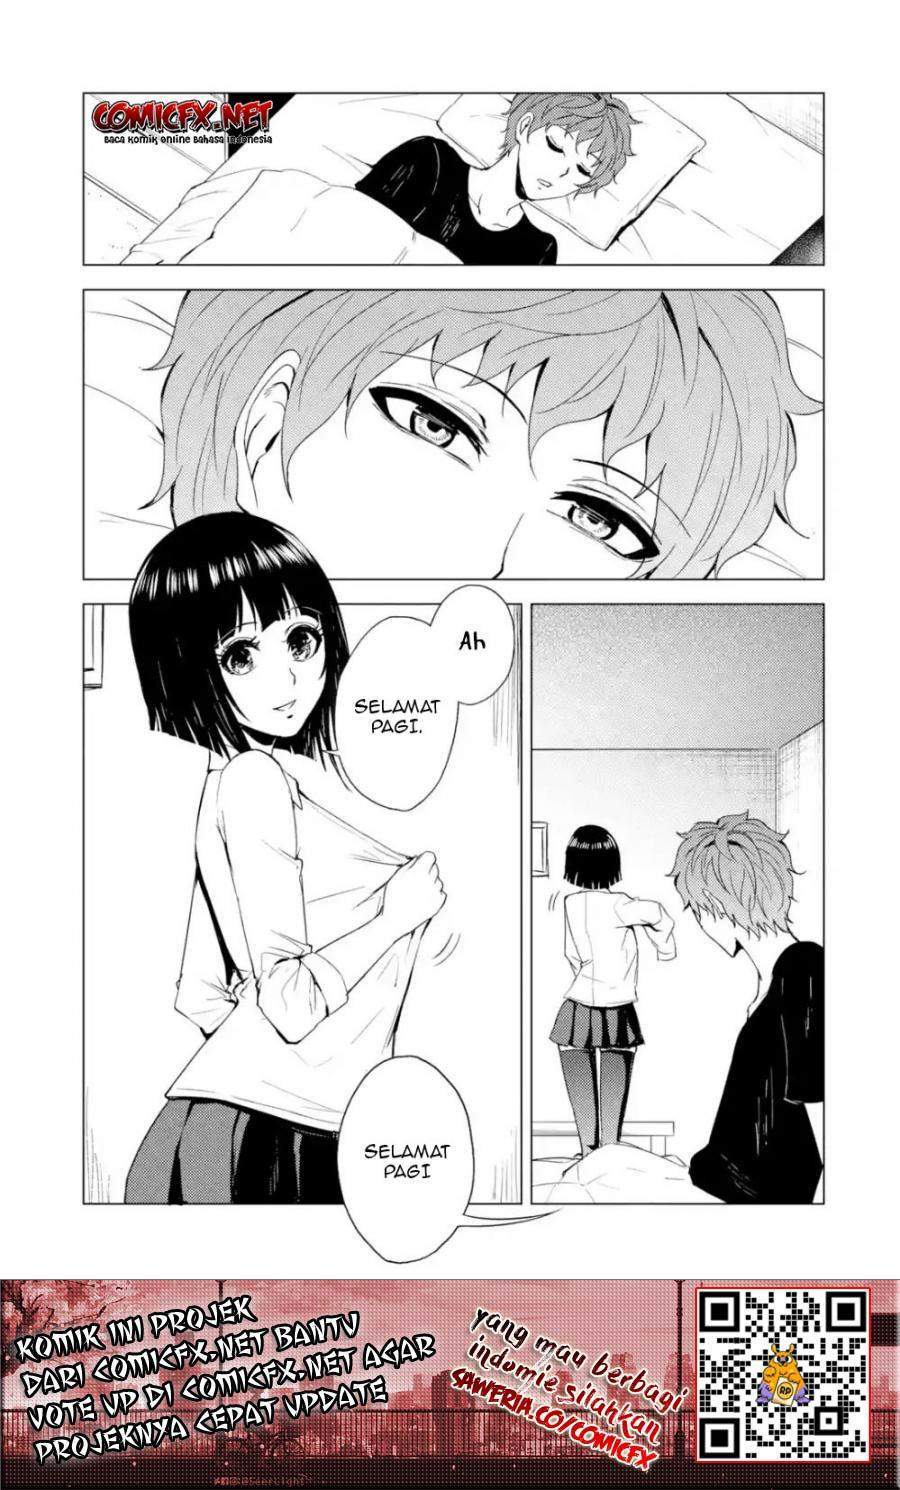 COMICFX.NET
BACA KOMIK ONLINE BAHASA INDONESIA
Ah
SELAMAT
PAGI.
SELAMAT
PAGI
KOMIK INI PROJEK
DARI COMICFX.NET BANTU
VOTE UP DI COMICFX.NET AGAR
PROJEKNYA CEPAT UPDATE
yang mau berbagi
indomie silahkan
SAWERIA.CO/COMICFX
RP